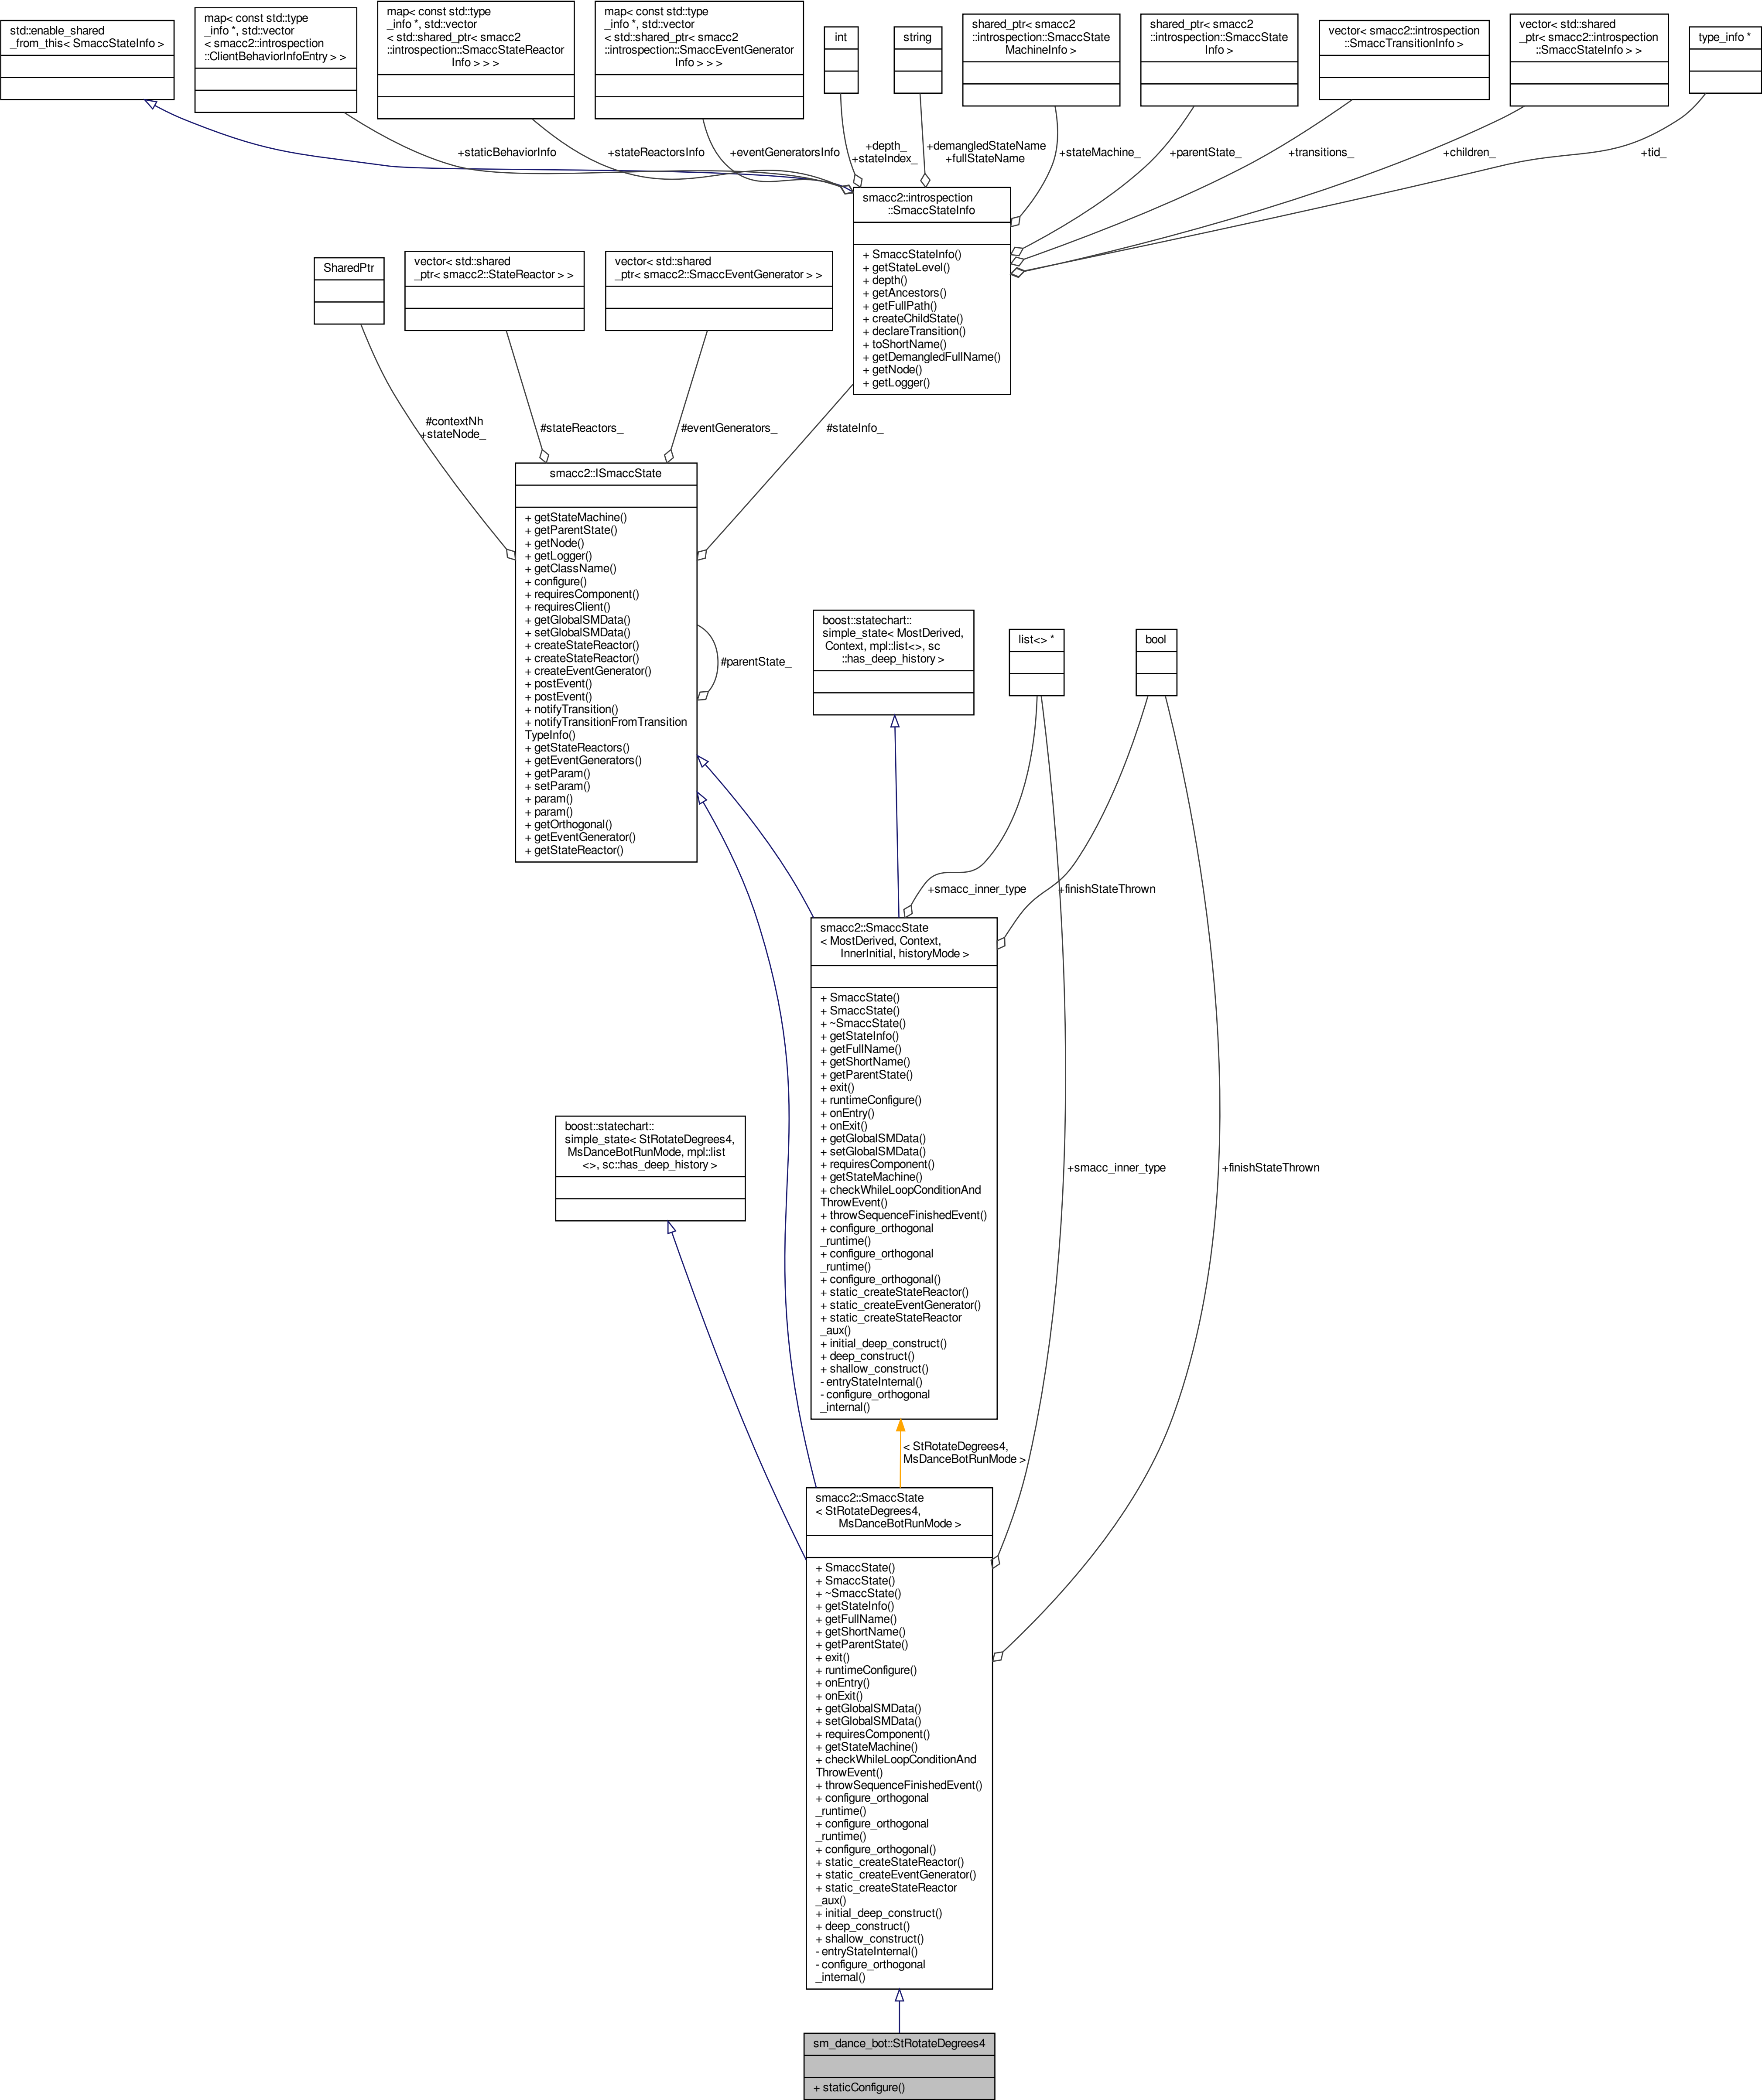 std::enable_shared
_from_this< SmaccStateInfo >
map< const std::type
_info *, std::vector
< smacc2::introspection
::ClientBehaviorInfoEntry > >
map< const std::type
_info *, std::vector
< std::shared_ptr< smacc2
::introspection::SmaccStateReactor
Info > > >
map< const std::type
_info *, std::vector
< std::shared_ptr< smacc2
::introspection::SmaccEventGenerator
Info > > >
int
string
shared_ptr< smacc2
::introspection::SmaccState
MachineInfo >
shared_ptr< smacc2
::introspection::SmaccState
Info >
vector< smacc2::introspection
::SmaccTransitionInfo >
vector< std::shared
_ptr< smacc2::introspection
::SmaccStateInfo > >
type_info *
+staticBehaviorInfo
+stateReactorsInfo
+eventGeneratorsInfo
+depth_
+stateIndex_
+demangledStateName
+fullStateName
+stateMachine_
+parentState_
+transitions_
+children_
+tid_
smacc2::introspection
::SmaccStateInfo
+ SmaccStateInfo()
+ getStateLevel()
+ depth()
+ getAncestors()
+ getFullPath()
+ createChildState()
+ declareTransition()
+ toShortName()
+ getDemangledFullName()
+ getNode()
+ getLogger()
SharedPtr
vector< std::shared
_ptr< smacc2::StateReactor > >
vector< std::shared
_ptr< smacc2::SmaccEventGenerator > >
#contextNh
+stateNode_
#stateReactors_
#eventGenerators_
#stateInfo_
smacc2::ISmaccState
+ getStateMachine()
+ getParentState()
+ getNode()
+ getLogger()
+ getClassName()
+ configure()
+ requiresComponent()
+ requiresClient()
+ getGlobalSMData()
+ setGlobalSMData()
+ createStateReactor()
+ createStateReactor()
+ createEventGenerator()
+ postEvent()
+ postEvent()
+ notifyTransition()
+ notifyTransitionFromTransition
TypeInfo()
+ getStateReactors()
+ getEventGenerators()
+ getParam()
+ setParam()
+ param()
+ param()
+ getOrthogonal()
+ getEventGenerator()
+ getStateReactor()
#parentState_
boost::statechart::
simple_state< MostDerived,
Context, mpl::list<>, sc
::has_deep_history >
list<> *
bool
+smacc_inner_type
+finishStateThrown
smacc2::SmaccState
< MostDerived, Context,
InnerInitial, historyMode >
+ SmaccState()
+ SmaccState()
+ ~SmaccState()
+ getStateInfo()
+ getFullName()
+ getShortName()
+ getParentState()
+ exit()
+ runtimeConfigure()
+ onEntry()
+ onExit()
+ getGlobalSMData()
+ setGlobalSMData()
+ requiresComponent()
+ getStateMachine()
+ checkWhileLoopConditionAnd
ThrowEvent()
+ throwSequenceFinishedEvent()
+ configure_orthogonal
_runtime()
+ configure_orthogonal
_runtime()
+ configure_orthogonal()
+ static_createStateReactor()
+ static_createEventGenerator()
+ static_createStateReactor
_aux()
+ initial_deep_construct()
+ deep_construct()
+ shallow_construct()
- entryStateInternal()
- configure_orthogonal
_internal()
boost::statechart::
simple_state< StRotateDegrees4,
MsDanceBotRunMode, mpl::list
<>, sc::has_deep_history >
+smacc_inner_type
+finishStateThrown
< StRotateDegrees4,
MsDanceBotRunMode >
smacc2::SmaccState
< StRotateDegrees4,
MsDanceBotRunMode >
+ SmaccState()
+ SmaccState()
+ ~SmaccState()
+ getStateInfo()
+ getFullName()
+ getShortName()
+ getParentState()
+ exit()
+ runtimeConfigure()
+ onEntry()
+ onExit()
+ getGlobalSMData()
+ setGlobalSMData()
+ requiresComponent()
+ getStateMachine()
+ checkWhileLoopConditionAnd
ThrowEvent()
+ throwSequenceFinishedEvent()
+ configure_orthogonal
_runtime()
+ configure_orthogonal
_runtime()
+ configure_orthogonal()
+ static_createStateReactor()
+ static_createEventGenerator()
+ static_createStateReactor
_aux()
+ initial_deep_construct()
+ deep_construct()
+ shallow_construct()
- entryStateInternal()
- configure_orthogonal
_internal()
sm_dance_bot::StRotateDegrees4
+ staticConfigure()